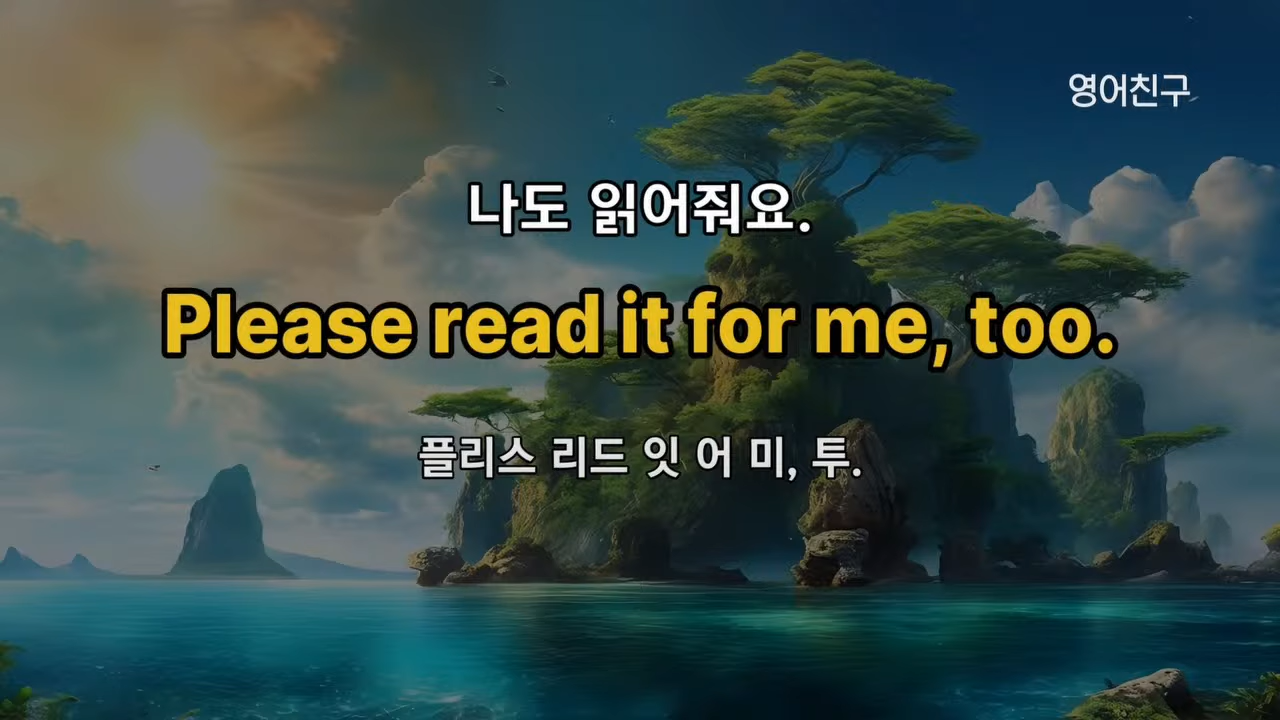 영어친구
나도 읽어줘요.
Please read it for me, too.
플리스 리드 잇 어 미, 투.